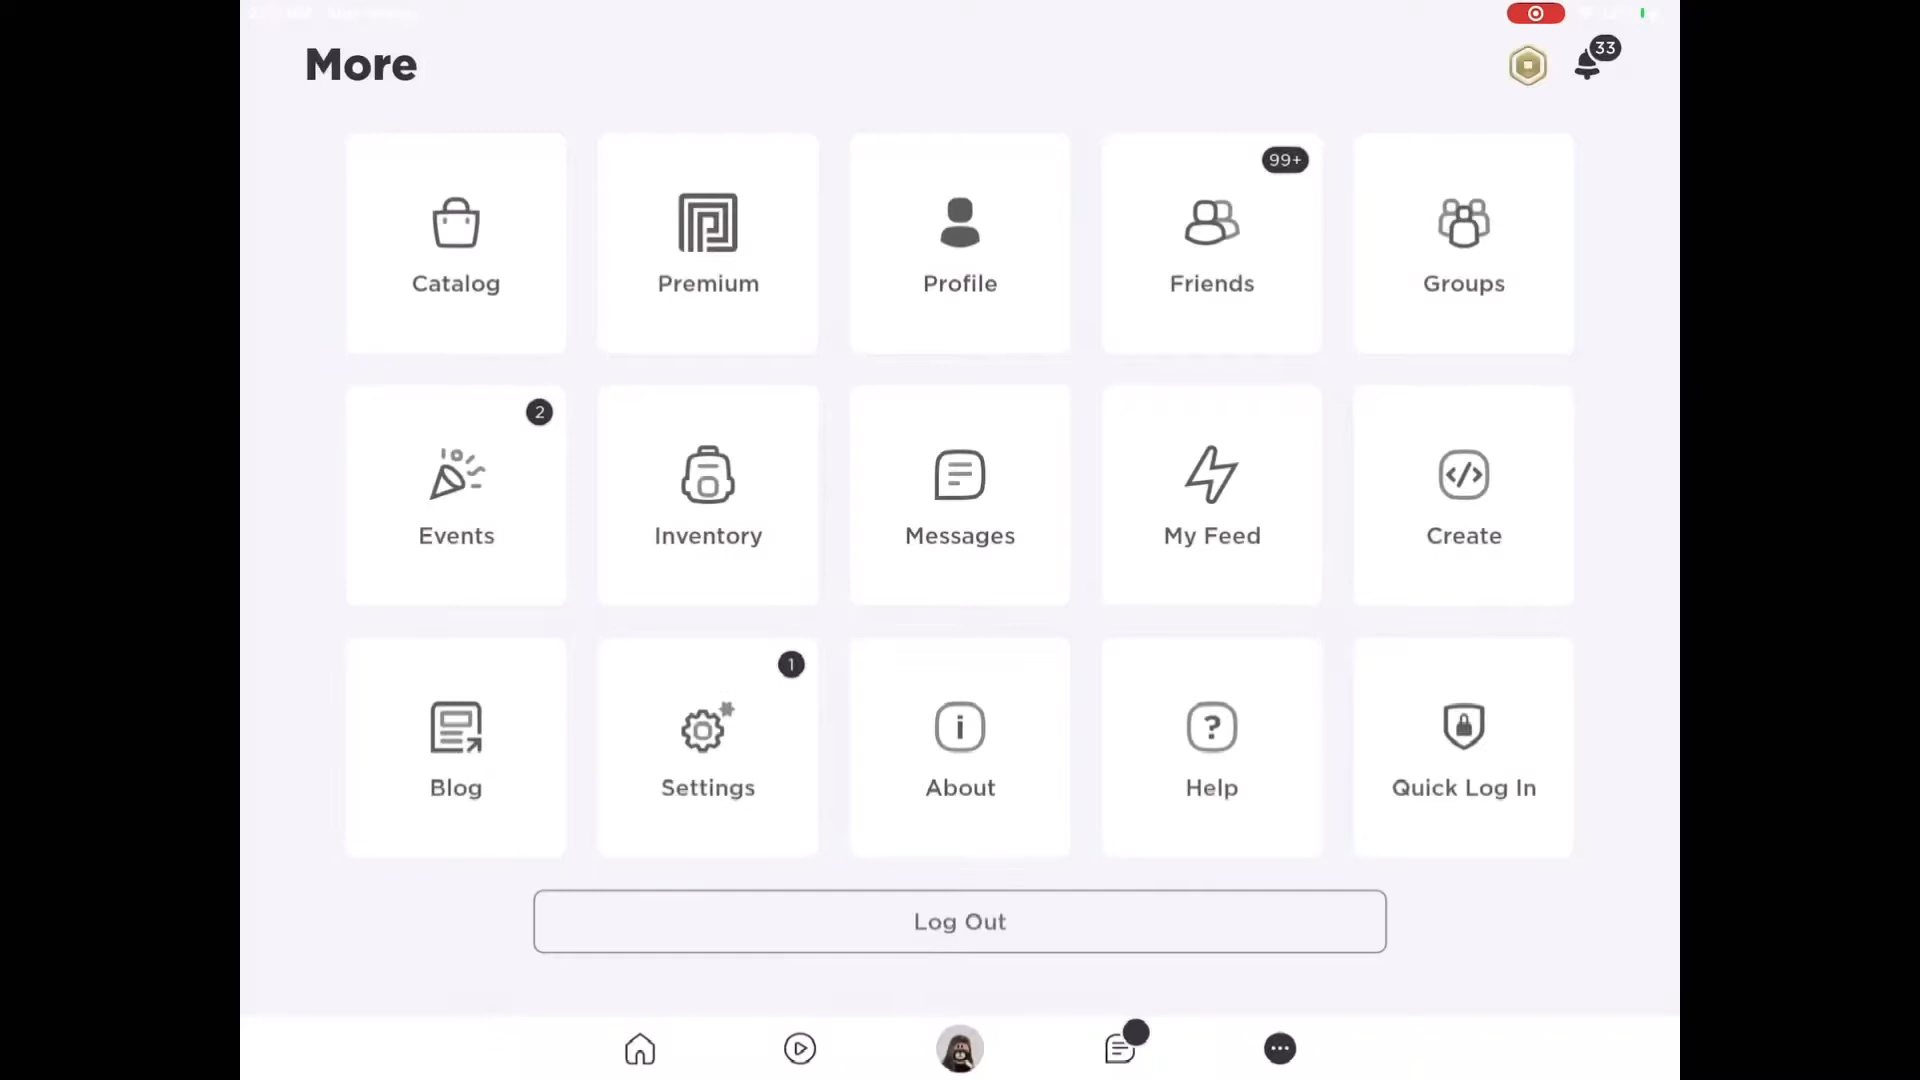 More
33
99+
Catalog
Premium
Profile
Friends
Groups
2
Events
Inventory
Messages
My Feed
Create
1
Blog
Settings
About
Help
Quick Log In
Log Out